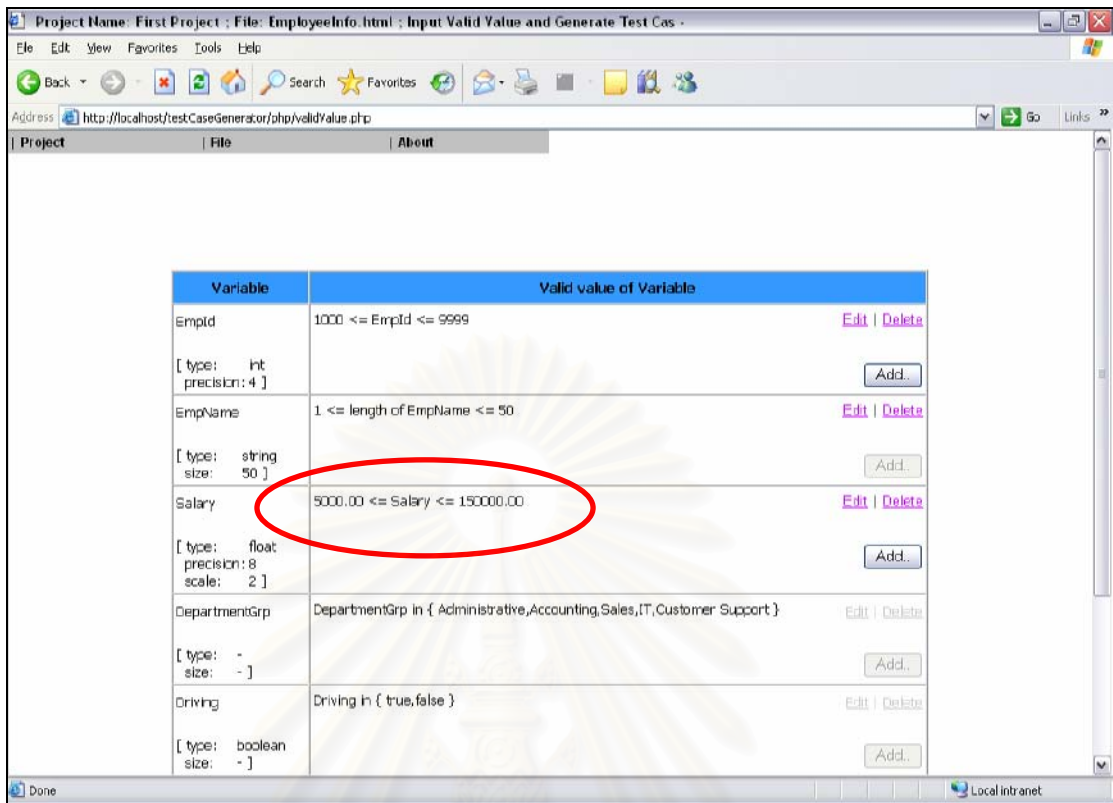 Project Name: First Project ; File: EmployeeInfo.html ; Input Valid Value and Generate Test Cas -
File Edit View Favorites Tools Help
Back Search Favorites
Address http://localhost/testCaseGenerator/php/validValue.php Go Links »
| Project | File | About
Variable Valid value of Variable
EmpId 1000 <= EmpId <= 9999 Edit | Delete
[ type: int
precision: 4 ] Add..
EmpName 1 <= length of EmpName <= 50 Edit | Delete
[ type: string
size: 50 ] Add..
Salary 5000.00 <= Salary <= 150000.00 Edit | Delete
[ type: float
precision: 8 Add..
scale: 2 ]
DepartmentGrp DepartmentGrp in { Administrative,Accounting,Sales,IT,Customer Support } Edit | Delete
[ type: -
size: - ] Add..
Driving Driving in { true,false } Edit | Delete
[ type: boolean
size: - ] Add..
Done Local intranet